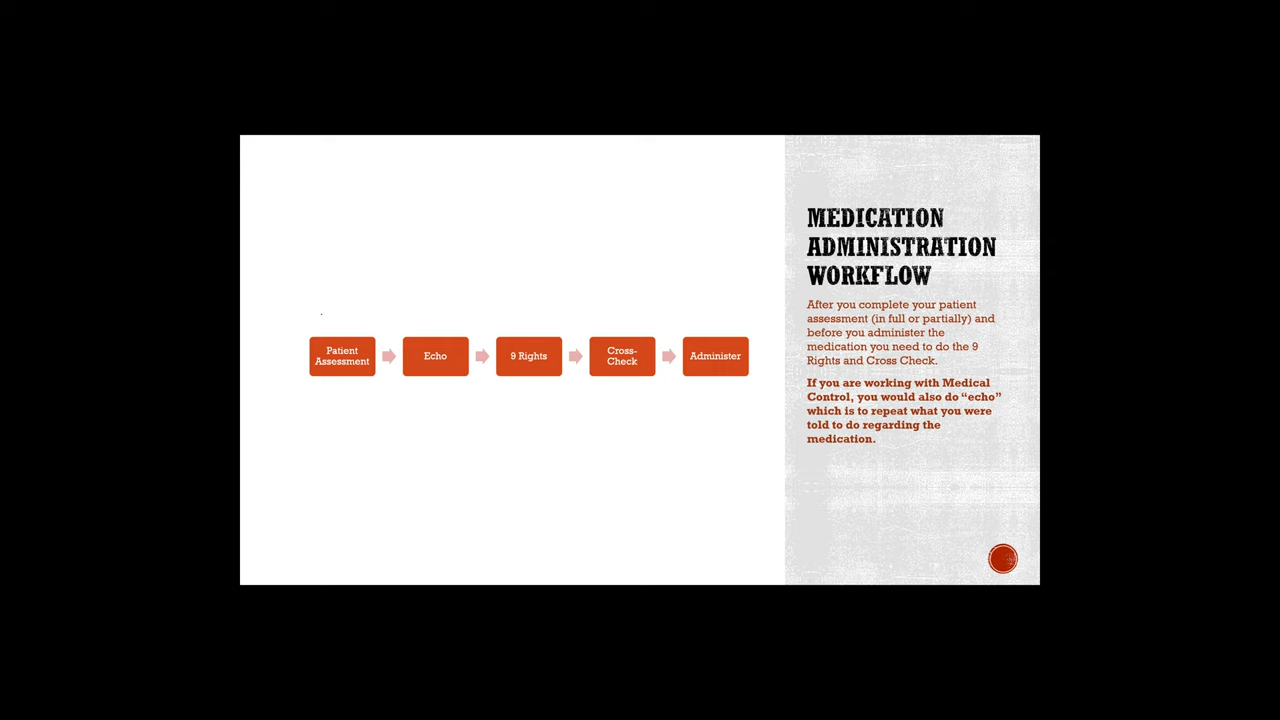 Patient
Assessment
Echo
9 Rights
Cross-
Check
Administer
MEDICATION
ADMINISTRATION
WORKFLOW
After you complete your patient
assessment (in full or partially) and
before you administer the
medication you need to do the 9
Rights and Cross Check.
If you are working with Medical
Control, you would also do “echo”
which is to repeat what you were
told to do regarding the
medication.